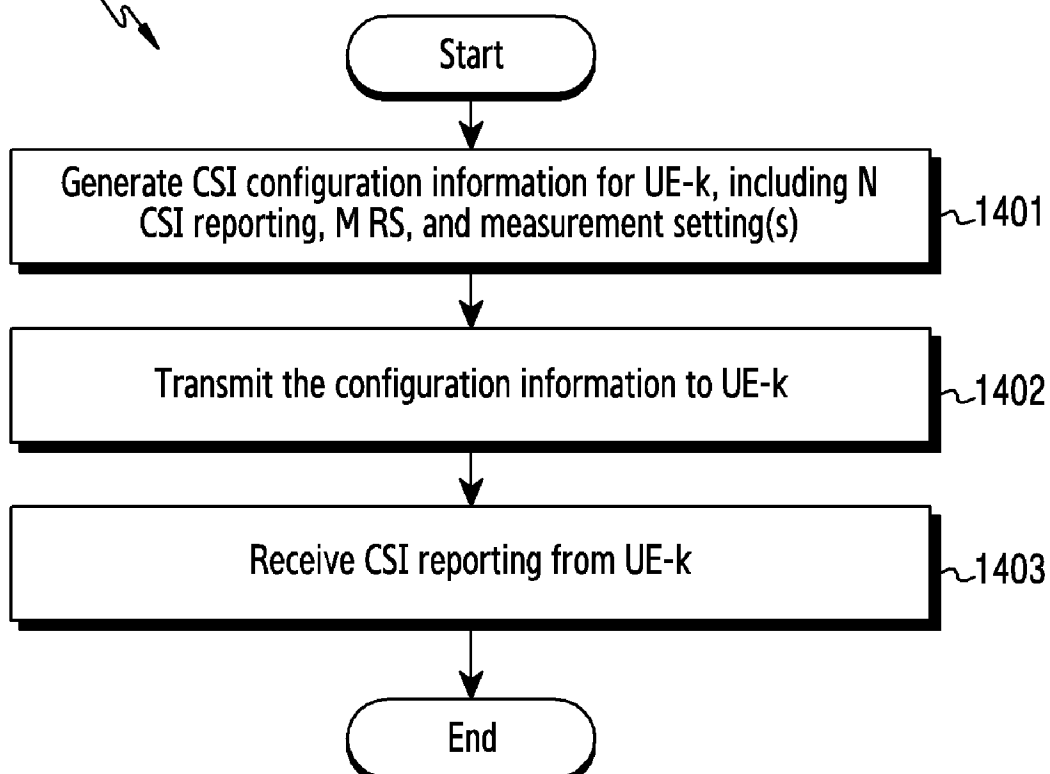 Start
Generate CSI configuration information for UE-k, including N
CSI reporting, M RS, and measurement setting(s)
1401
Transmit the configuration information to UE-k
1402
Receive CSI reporting from UE-k
1403
End